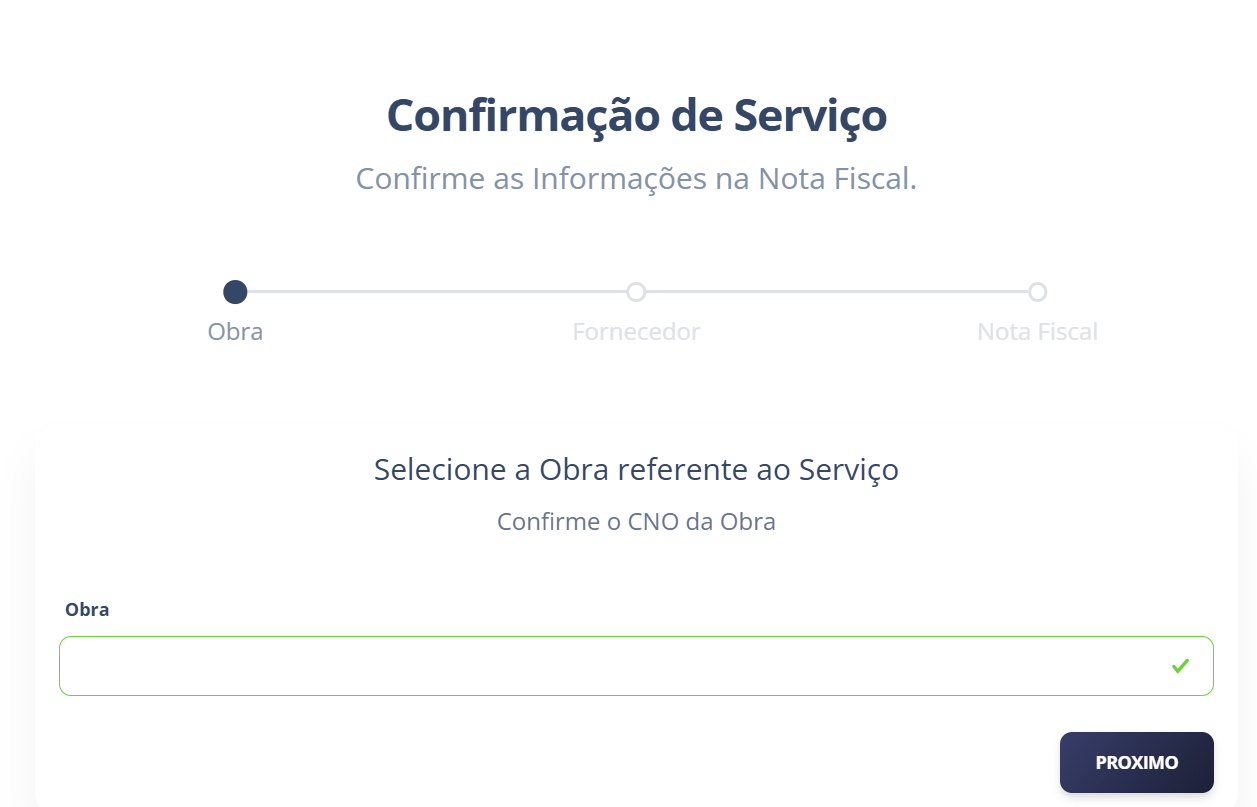 Confirmação de Serviço
Confirme as Informações na Nota Fiscal.
Obra
Fornecedor
Nota Fiscal
Selecione a Obra referente ao Serviço
Confirme o CNO da Obra
Obra
PROXIMO